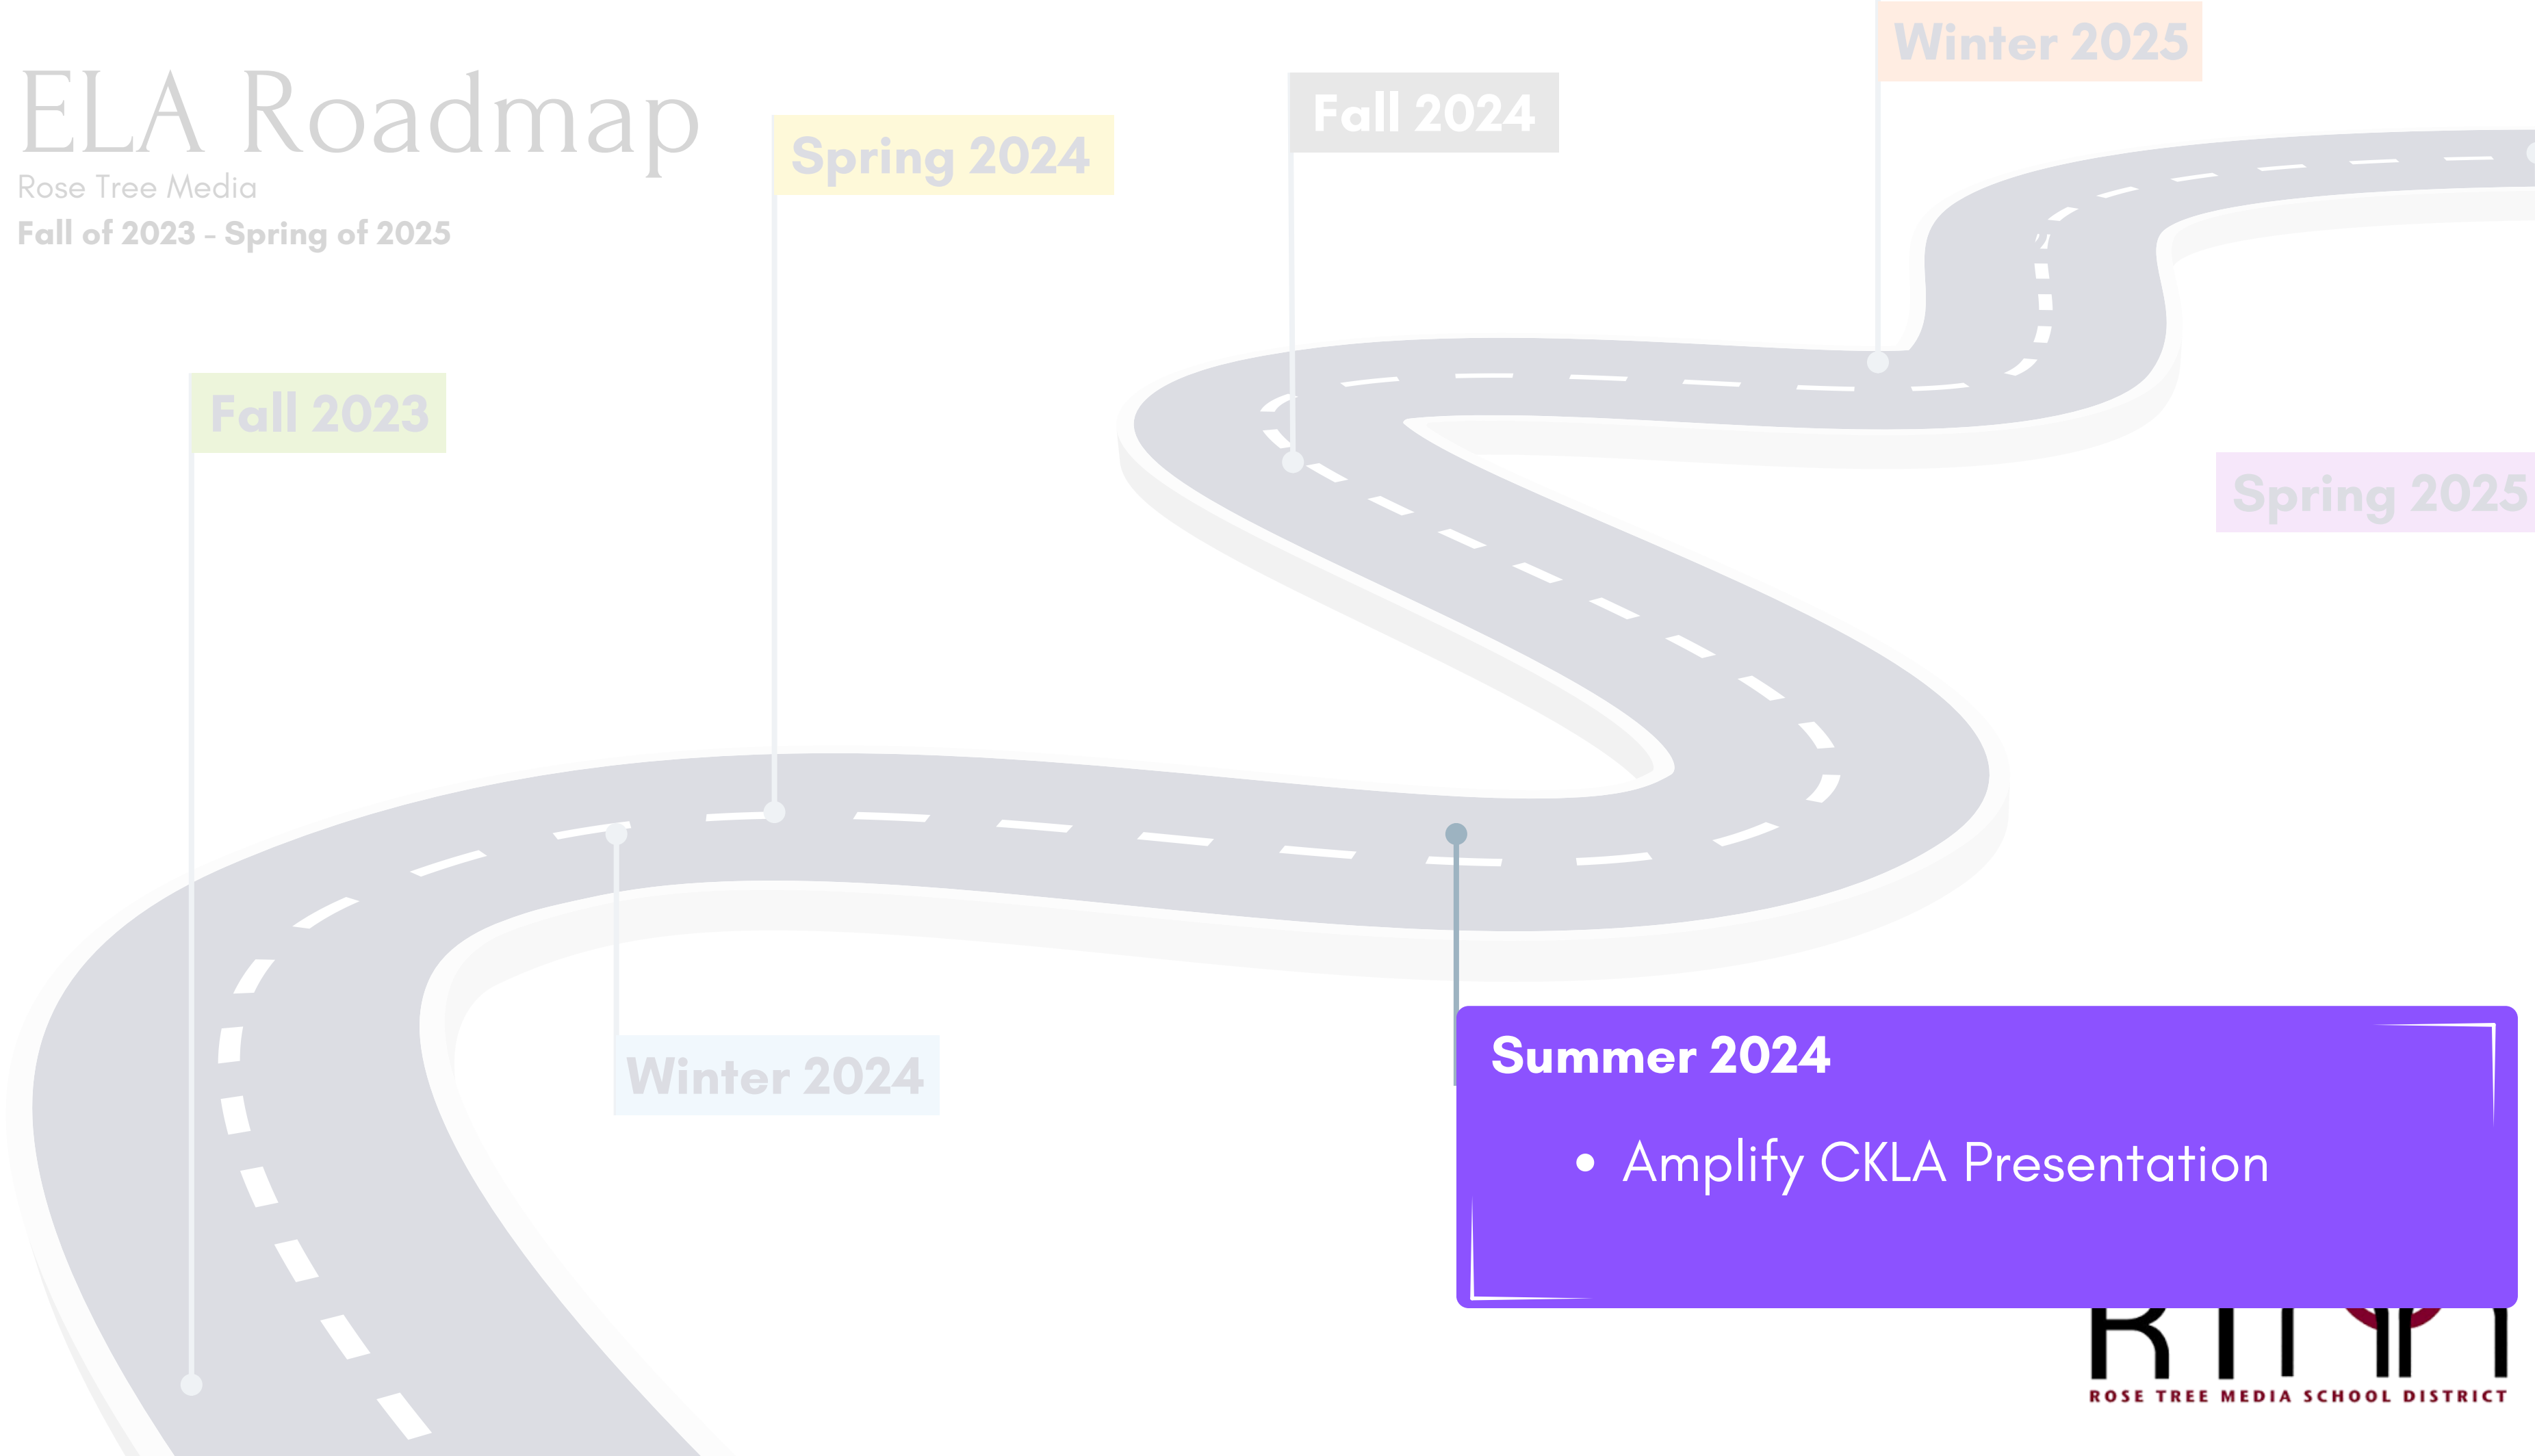 ELA Roadmap
Rose Tree Media
Fall of 2023 - Spring of 2025
Winter 2025
Fall 2024
Spring 2024
Fall 2023
Spring 2025
Winter 2024
Summer 2024
• Amplify CKLA Presentation
ROSE TREE MEDIA SCHOOL DISTRICT